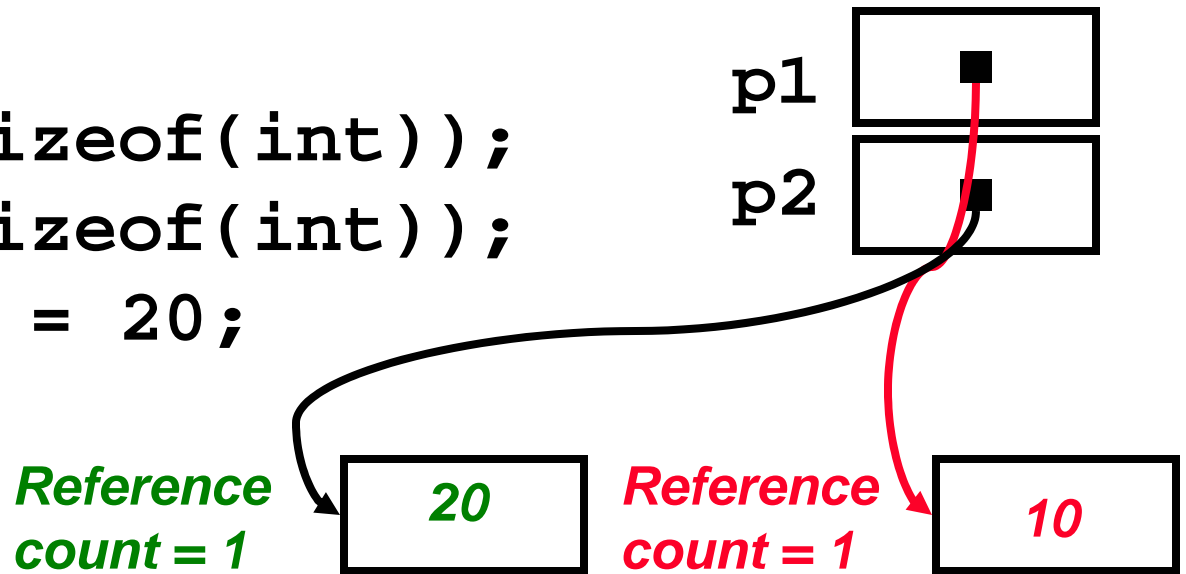 p1
izeof(int));
p2
izeof(int));
= 20;
Reference
count = 1
20
Reference
count = 1
10